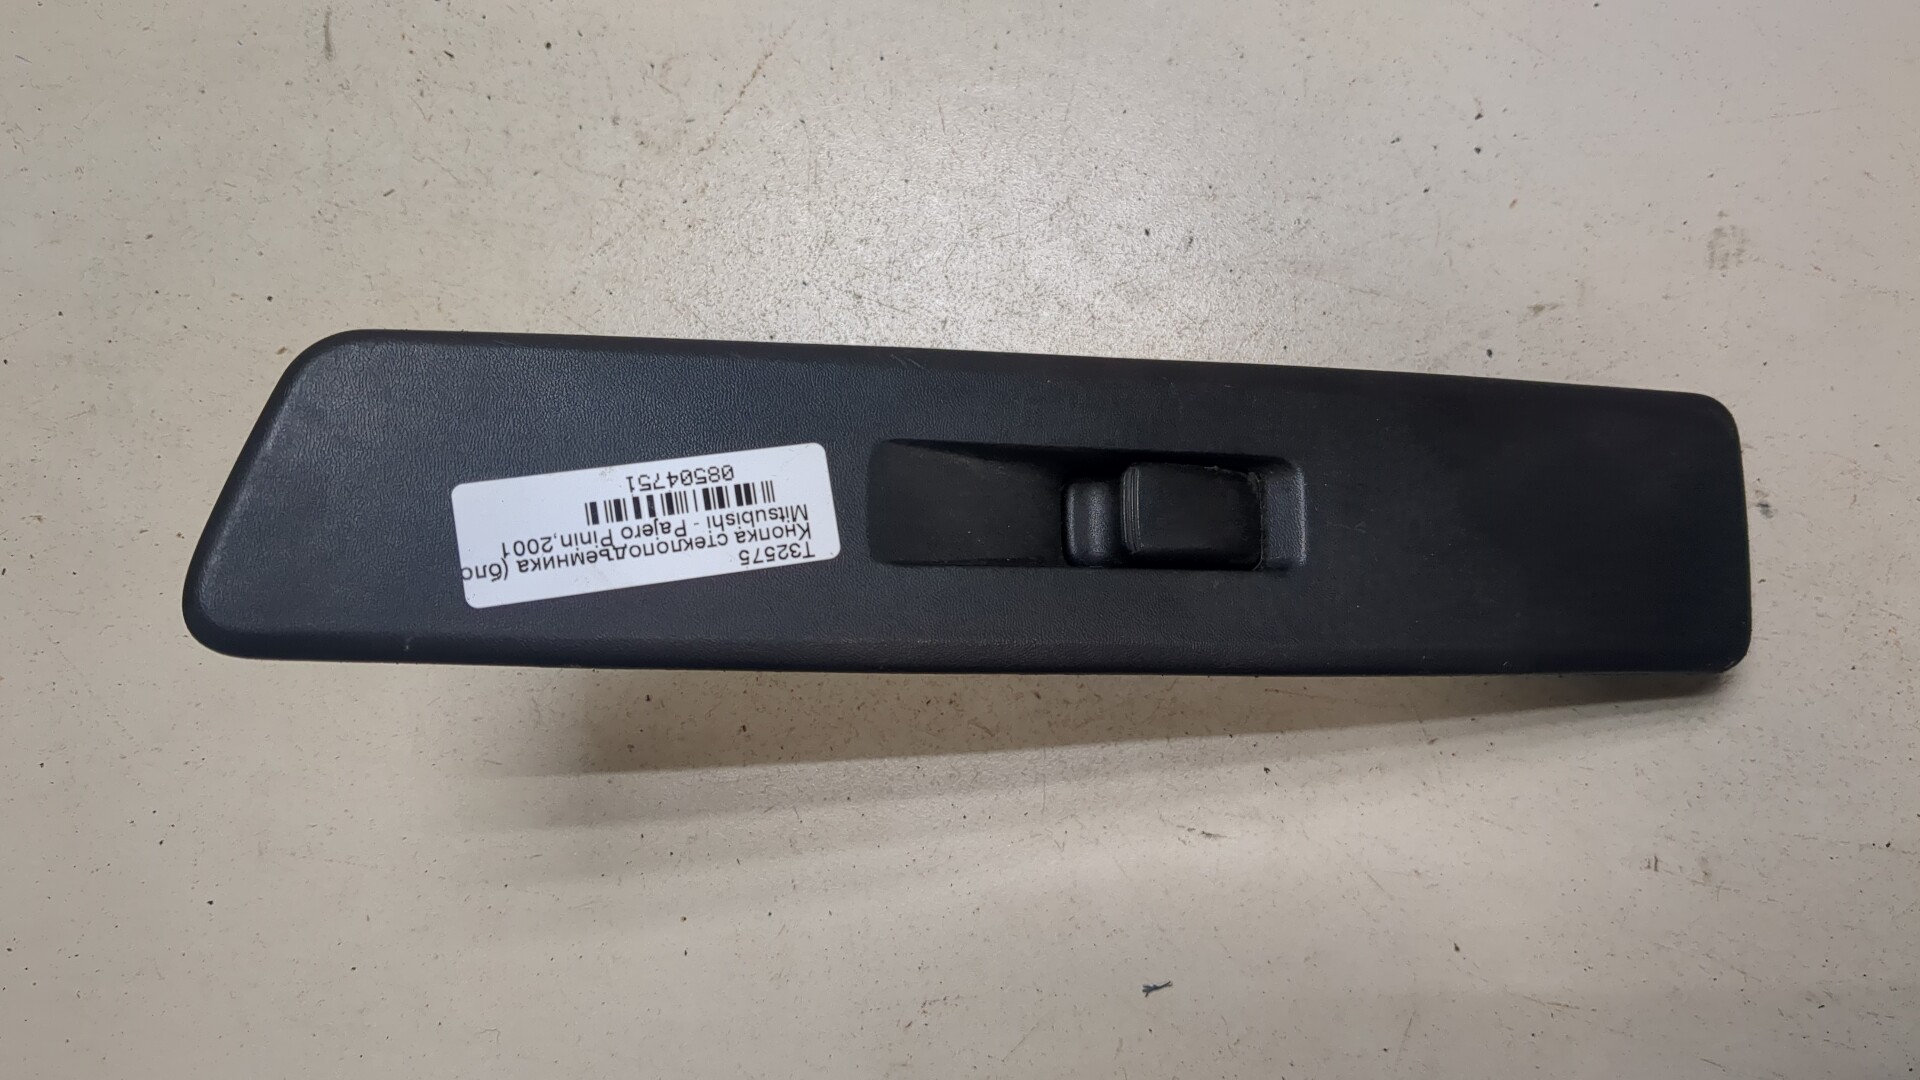 T32575
Кнопка стеклоподъемника (бло
Mitsubishi - Pajero Pinin,2001
08504751